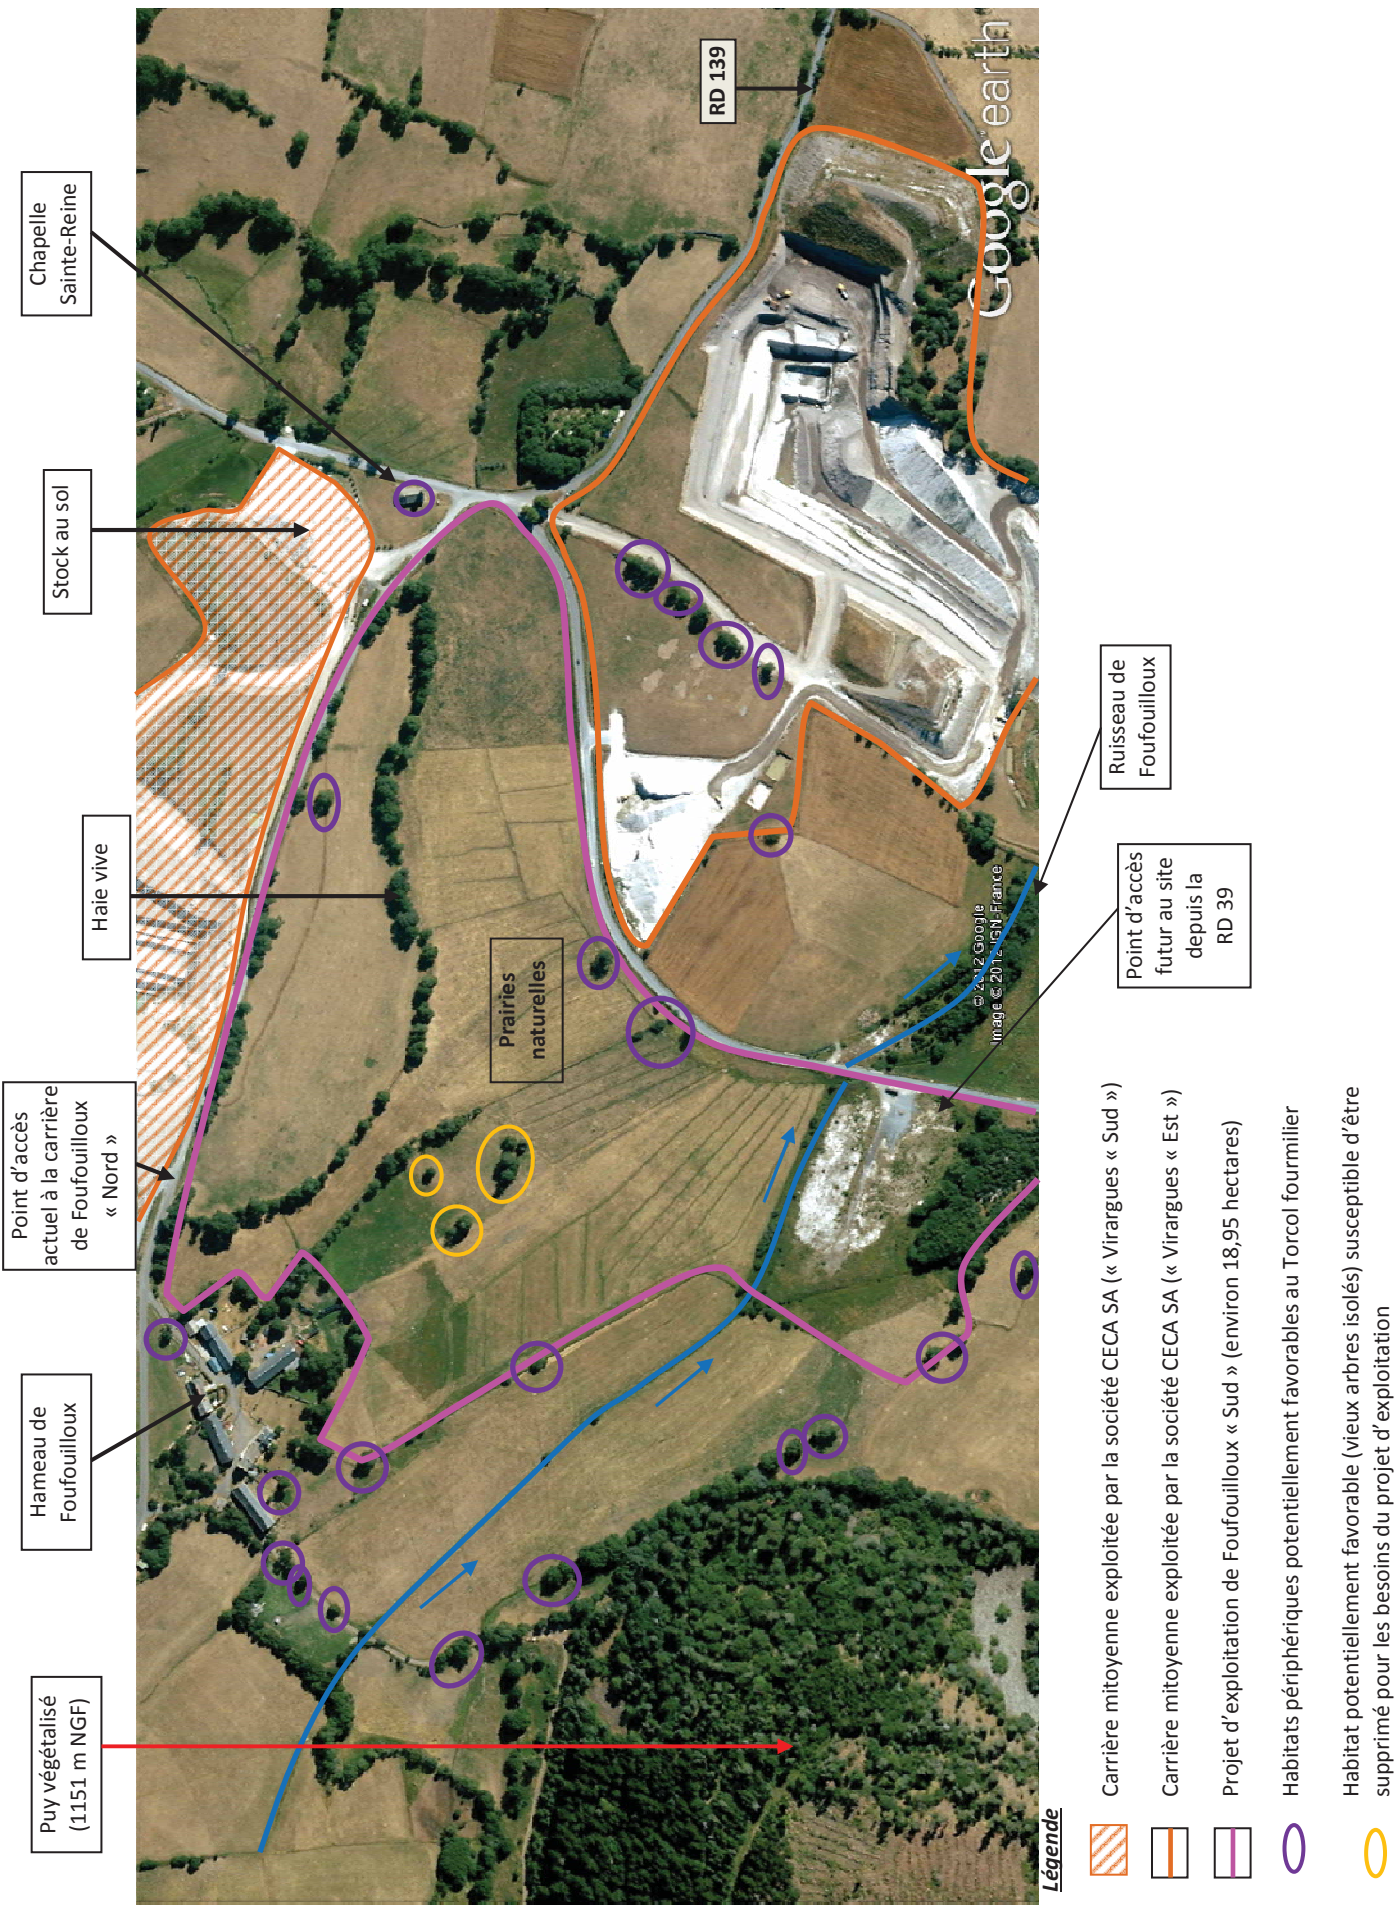 Puy végétalisé
(1151 m NGF)
Hameau de
Foufouilloux
Point d’accès
actuel à la carrière
de Foufouilloux
« Nord »
Haie vive
Stock au sol
Chapelle
Sainte-Reine
Prairies
naturelles
RD 139
Google earth
© 2012 Google
Image © 2012 IGN-France
Point d’accès
futur au site
depuis la
RD 39
Ruisseau de
Foufouilloux
Légende
Carrière mitoyenne exploitée par la société CECA SA (« Virargues « Sud »)
Carrière mitoyenne exploitée par la société CECA SA (« Virargues « Est »)
Projet d’exploitation de Foufouilloux « Sud » (environ 18,95 hectares)
Habitats périphériques potentiellement favorables au Torcol fourmilier
Habitat potentiellement favorable (vieux arbres isolés) susceptible d’être
supprimé pour les besoins du projet d’exploitation